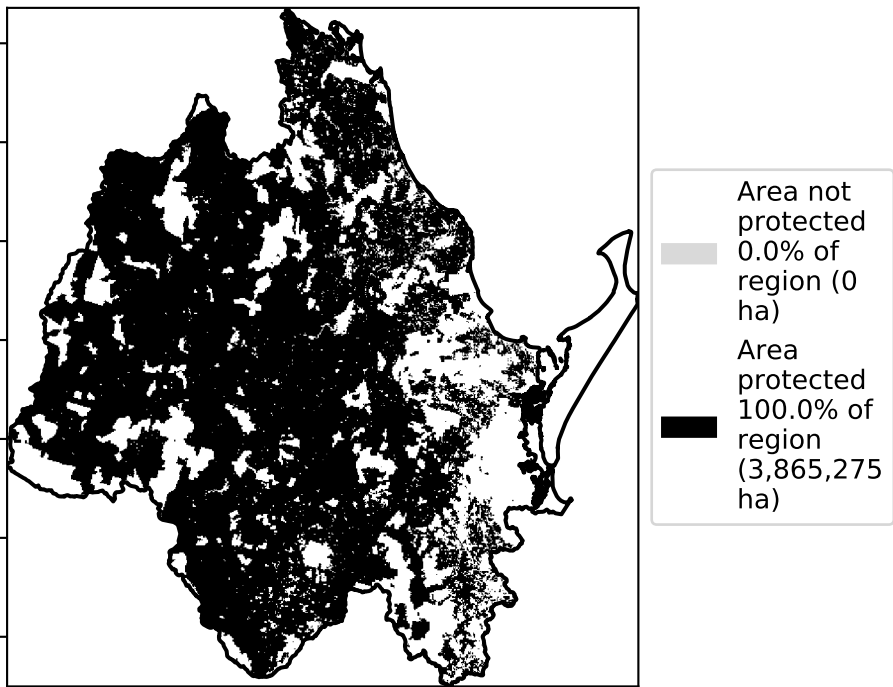 Area not
protected
0.0% of
region (0
ha)
Area
protected
100.0% of
region
(3,865,275
ha)